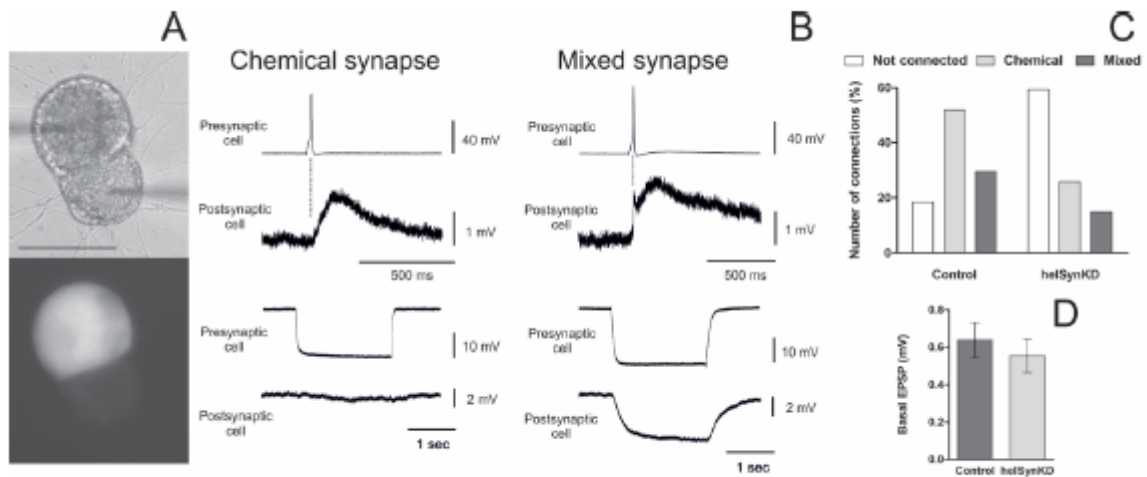 A
B
C
Chemical synapse
Mixed synapse
Not connected
Chemical
Mixed
Presynaptic
cell
40 mV
Postsynaptic
cell
1 mV
500 ms
Presynaptic
cell
40 mV
Postsynaptic
cell
1 mV
500 ms
Number of connections (%)
60
40
20
0
Control
helSynKD
Presynaptic
cell
10 mV
Postsynaptic
cell
2 mV
1 sec
Presynaptic
cell
10 mV
Postsynaptic
cell
2 mV
1 sec
D
Basal EPSP (mV)
0.8
0.6
0.4
0.2
0.0
Control
helSynKD